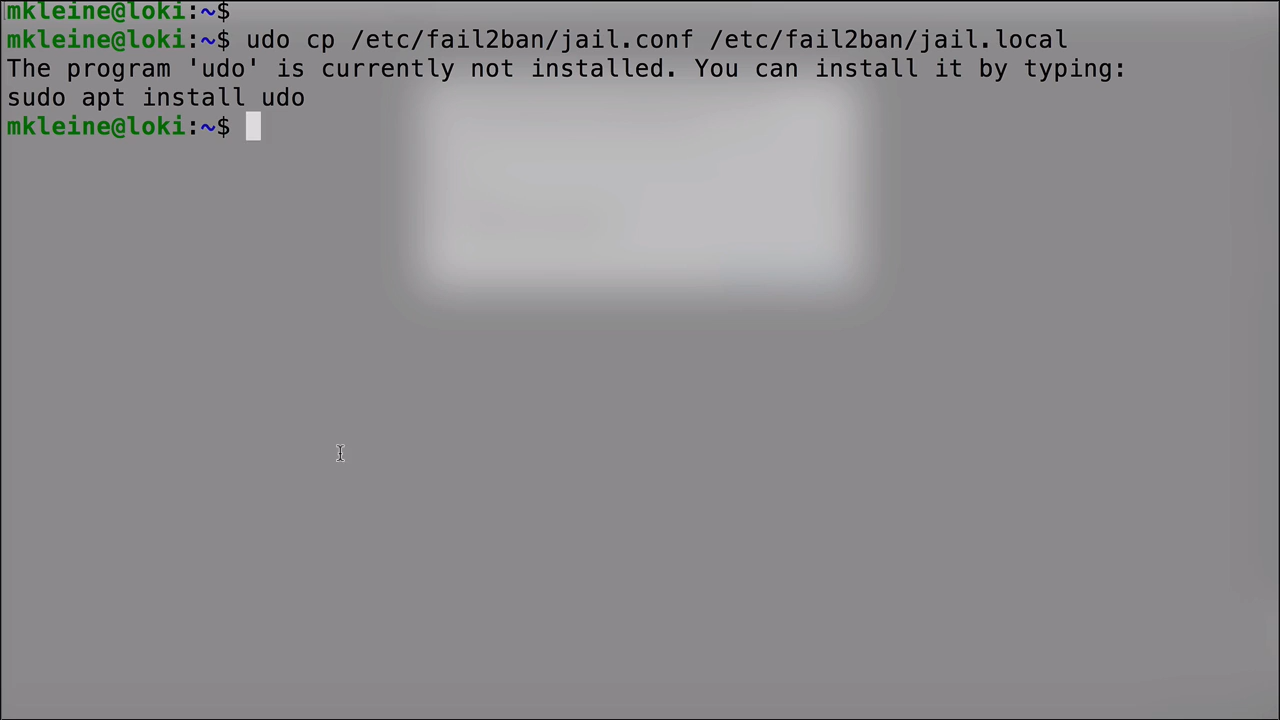 mkleine@loki:~$
mkleine@loki:~$ udo cp /etc/fail2ban/jail.conf /etc/fail2ban/jail.local
The program 'udo' is currently not installed. You can install it by typing:
sudo apt install udo
mkleine@loki:~$